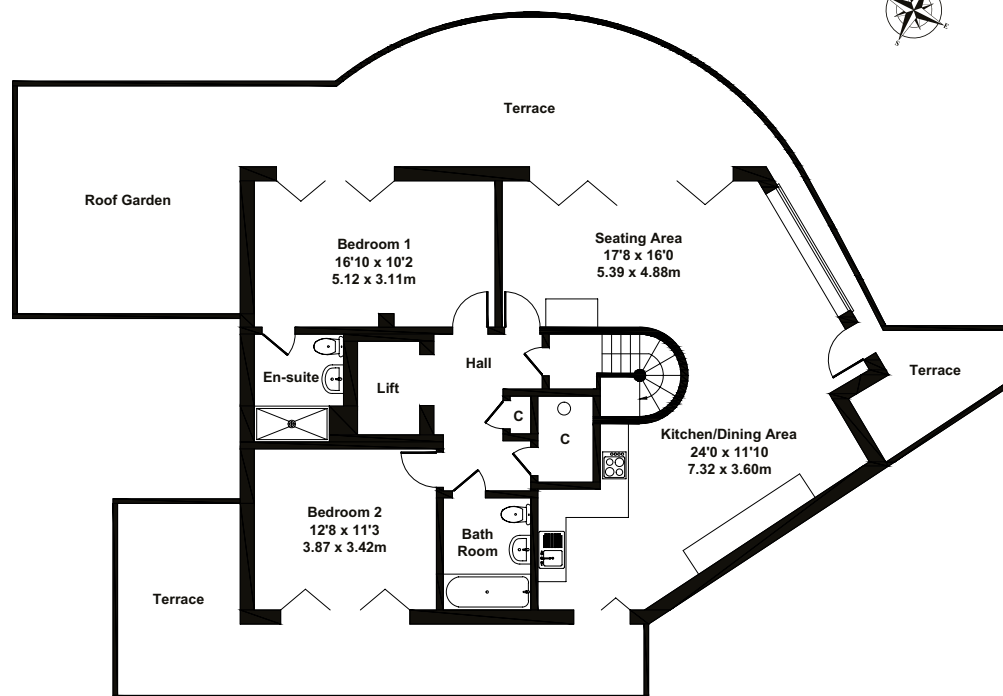 E
S
Terrace
Roof Garden
Bedroom 1
16'10 x 10'2
5.12 x 3.11m
Seating Area
17'8 x 16'0
5.39 x 4.88m
Hall
En-suite
Lift
Terrace
C
C
Kitchen/Dining Area
24'0 x 11'10
7.32 x 3.60m
Bedroom 2
12'8 x 11'3
3.87 x 3.42m
Bath
Room
Terrace